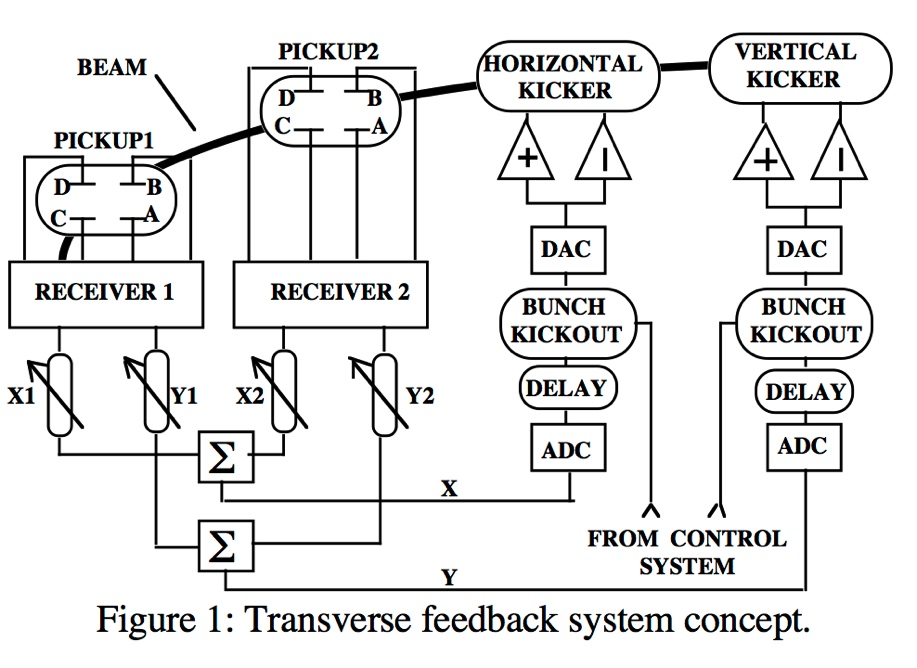 PICKUP2
BEAM
HORIZONTAL
KICKER
VERTICAL
KICKER
D
B
C
A
PICKUP1
D
B
C
A
+
|
+
|
DAC
DAC
RECEIVER 1
RECEIVER 2
BUNCH
KICKOUT
BUNCH
KICKOUT
X1
Y1
X2
Y2
DELAY
DELAY
Σ
ADC
ADC
X
Σ
FROM CONTROL
SYSTEM
Y
Figure 1: Transverse feedback system concept.